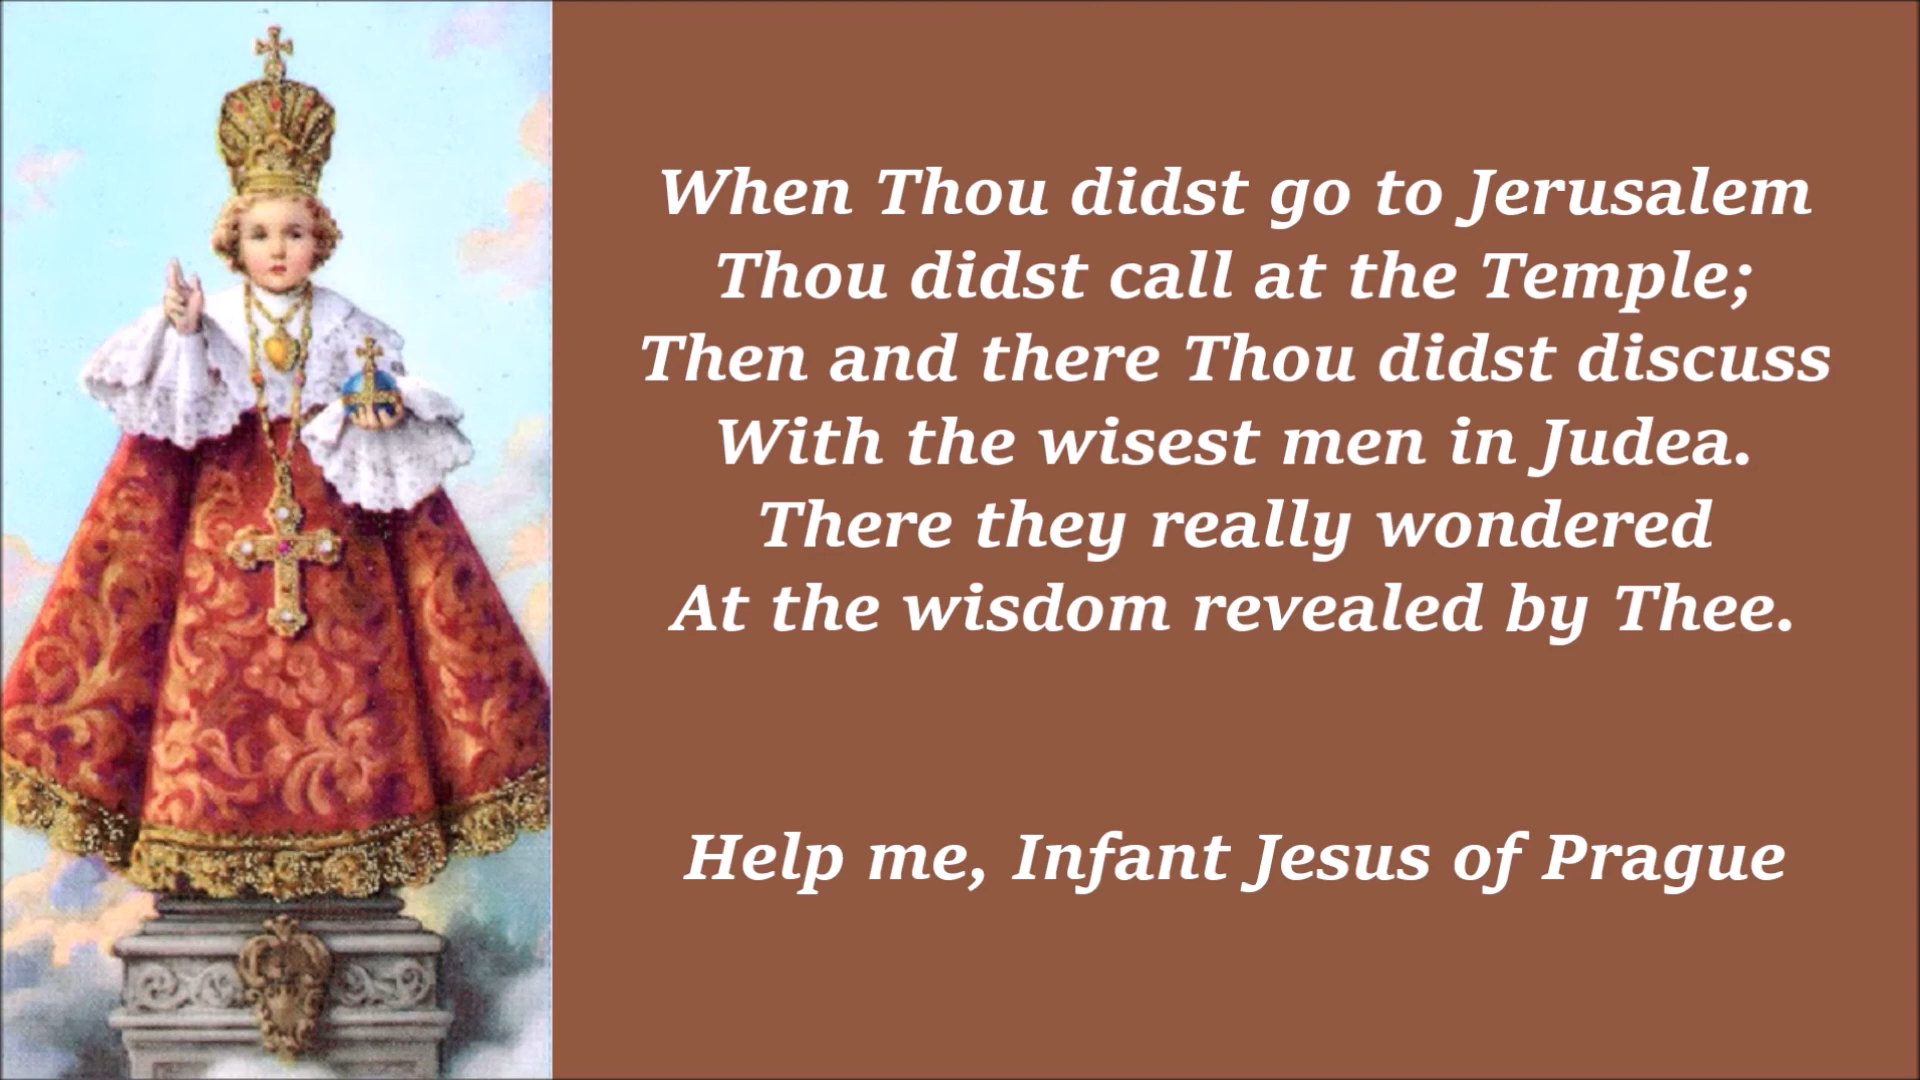 When Thou didst go to Jerusalem
Thou didst call at the Temple;
Then and there Thou didst discuss
With the wisest men in Judea.
There they really wondered
At the wisdom revealed by Thee.
Help me, Infant Jesus of Prague